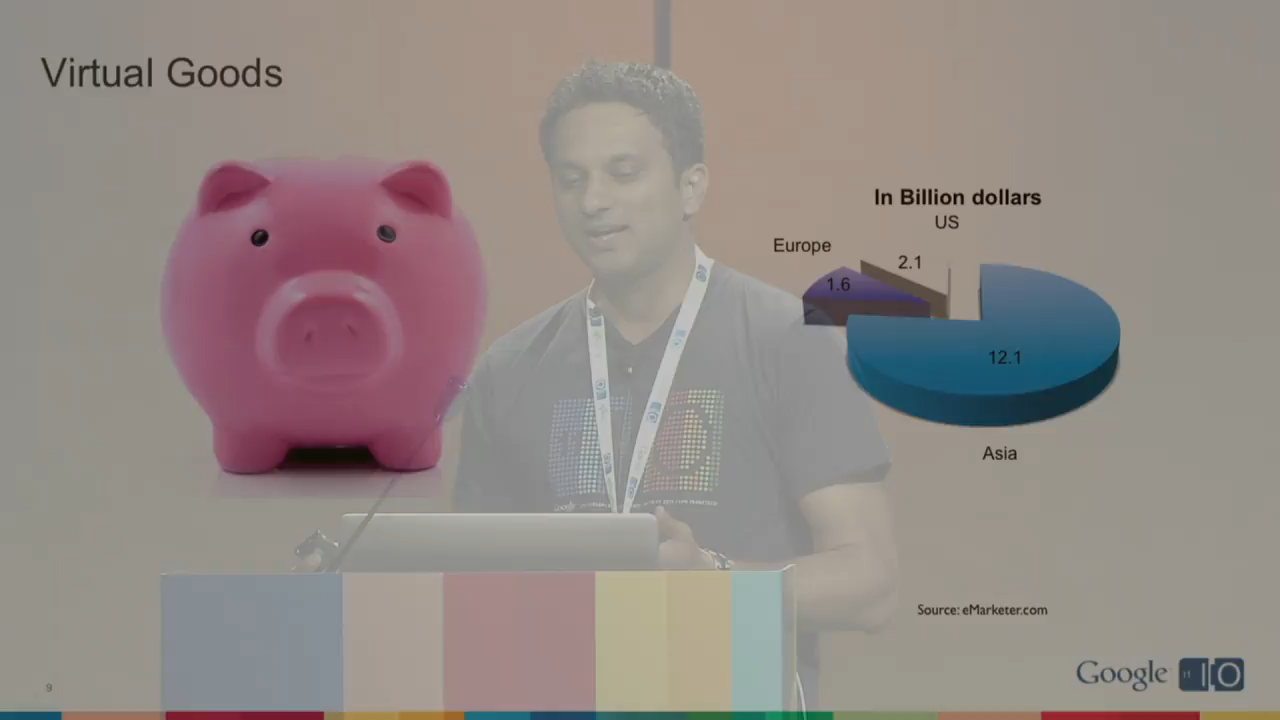 Virtual Goods
In Billion dollars
US
Europe
2.1
1.6
12.1
Asia
Source: eMarketer.com
Google IO
9